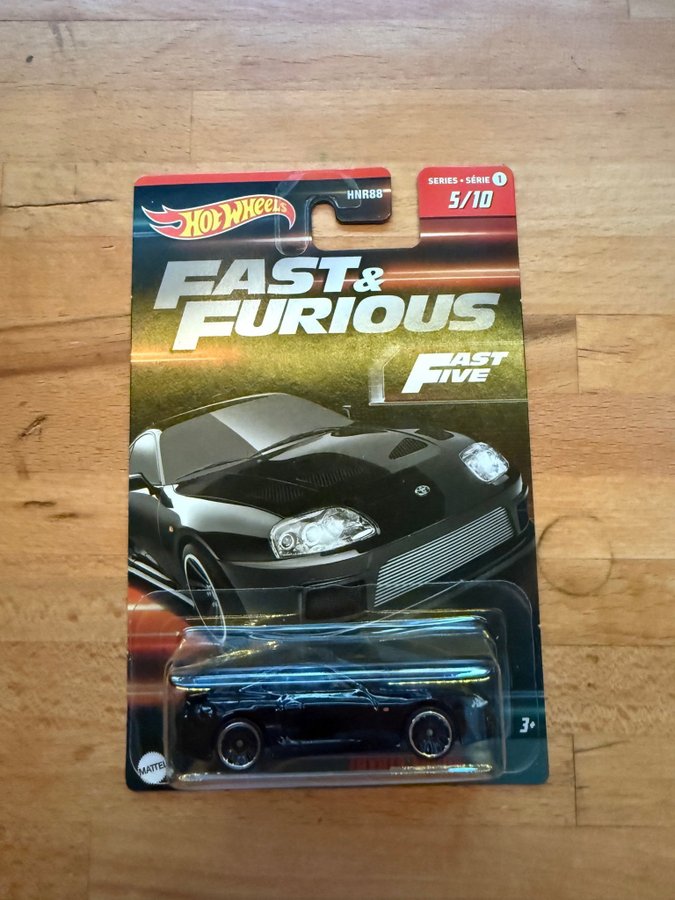 HOT WHEELS
HNR88
SERIES • SÉRIE 1
5/10
FAST &
FURIOUS
FAST
FIVE
3+
MATTEL